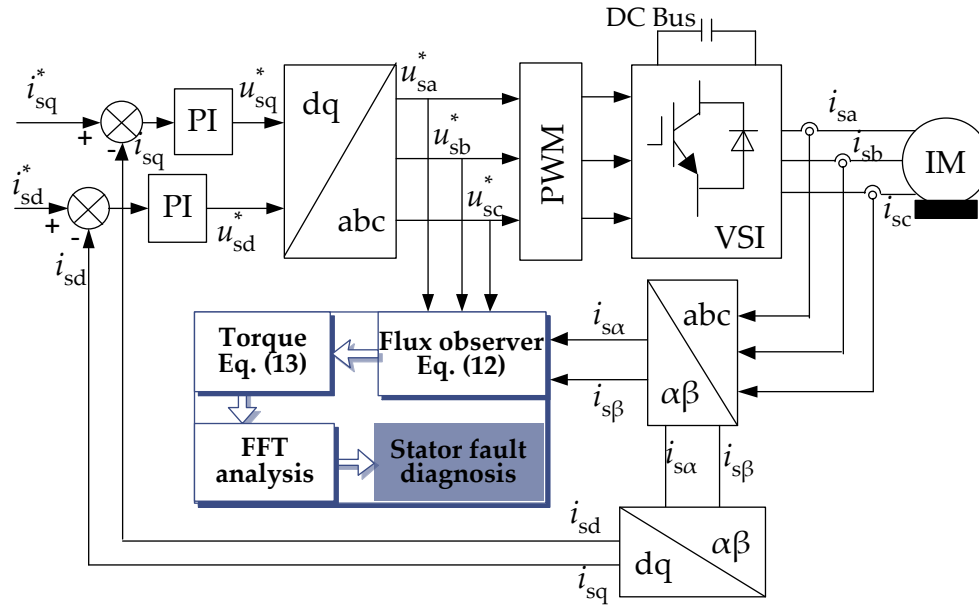 DC Bus
i*sq
+
-
isq
PI
u*sq
dq
abc
u*sa
u*sb
u*sc
PWM
VSI
isa
isb
isc
IM
i*sd
+
-
isd
PI
u*sd
Torque
Eq. (13)
Flux observer
Eq. (12)
isα
isβ
abc
αβ
FFT
analysis
Stator fault
diagnosis
isα
isβ
isd
isq
αβ
dq